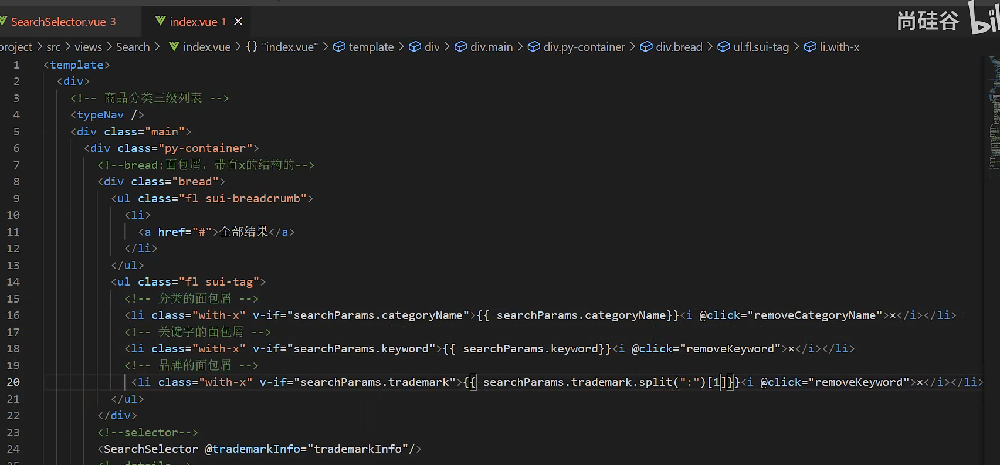 SearchSelector.vue 3
index.vue 1 ×
尚硅谷
project > src > views > Search > index.vue > {} "index.vue" > template > div > div.main > div.py-container > div.bread > ul.fl.sui-tag > li.with-x
1 <template>
2 <div>
3 <!-- 商品分类三级列表 -->
4 <typeNav />
5 <div class="main">
6 <div class="py-container">
7 <!--bread:面包屑，带有x的结构的-->
8 <div class="bread">
9 <ul class="fl sui-breadcrumb">
10 <li>
11 <a href="#">全部结果</a>
12 </li>
13 </ul>
14 <ul class="fl sui-tag">
15 <!-- 分类的面包屑 -->
16 <li class="with-x" v-if="searchParams.categoryName">{{ searchParams.categoryName}}<i @click="removeCategoryName">×</i></li>
17 <!-- 关键字的面包屑 -->
18 <li class="with-x" v-if="searchParams.keyword">{{ searchParams.keyword}}<i @click="removeKeyword">×</i></li>
19 <!-- 品牌的面包屑 -->
20 <li class="with-x" v-if="searchParams.trademark">{{ searchParams.trademark.split(":")[1]}}<i @click="removeKeyword">×</i></li>
21 </ul>
22 </div>
23 <!--selector-->
24 <SearchSelector @trademarkInfo="trademarkInfo"/>